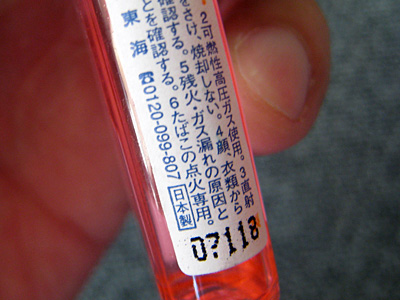 2可燃性高圧ガス使用。3直射
をさけ、焼却しない。4顔、衣類から
確認する。5残火・ガス漏れの原因と
とを確認する。6たばこの点火専用。
東海 ☎0120-099-807 日本製
07118